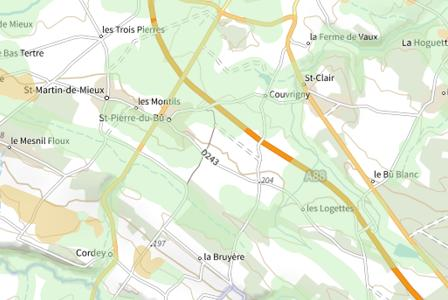 les Trois Pierres
la Ferme de Vaux
La Hoguett
e Bas Tertre
St-Clair
St-Martin-de-Mieux
Couvrigny
les Montils
St-Pierre-du-Bû
8
le Mesnil Floux
D243
A88
le Bû Blanc
204
les Logettes
197
Cordey
la Bruyère